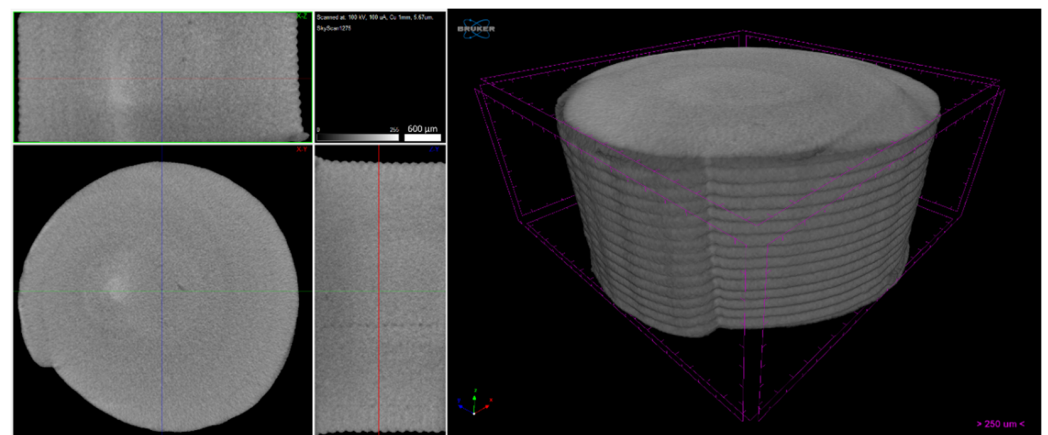 X-Z
Scanned at: 100 kV, 100 uA, Cu 1mm, 5.67um.
SkyScan1275
0 255 600 µm
X-Y
Z-Y
BRUKER
> 250 um <